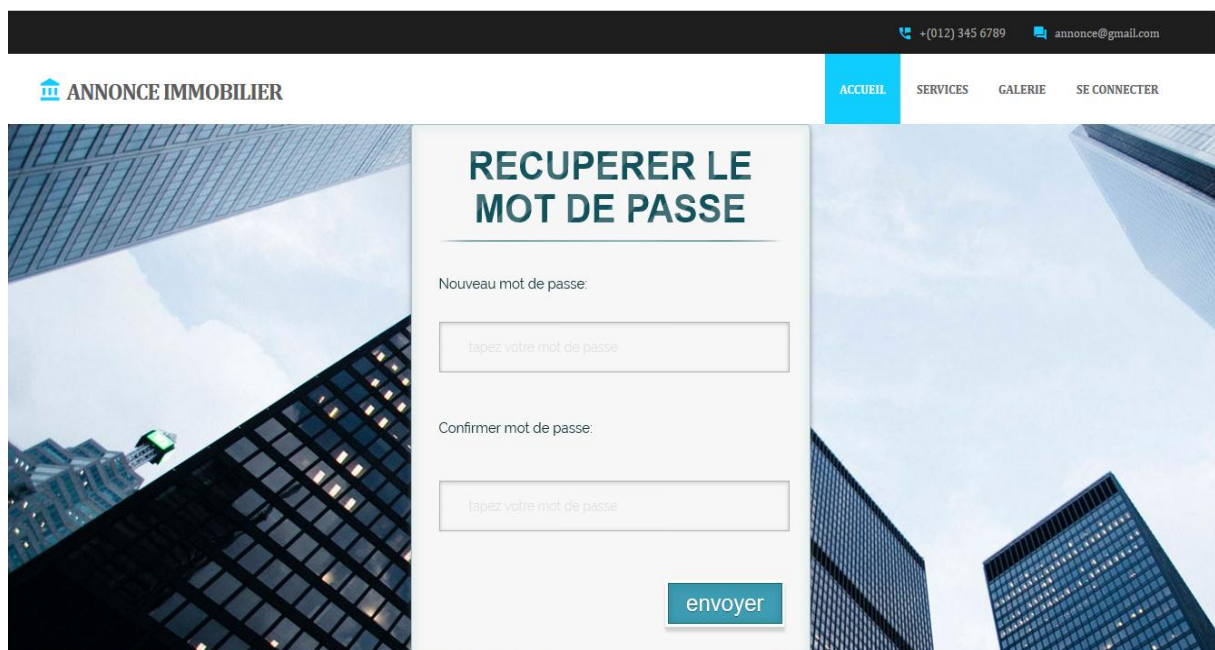 +(012) 345 6789 annonce@gmail.com
ANNONCE IMMOBILIER
ACCUEIL SERVICES GALERIE SE CONNECTER
RECUPERER LE
MOT DE PASSE
Nouveau mot de passe:
tapez votre mot de passe
Confirmer mot de passe:
tapez votre mot de passe
envoyer